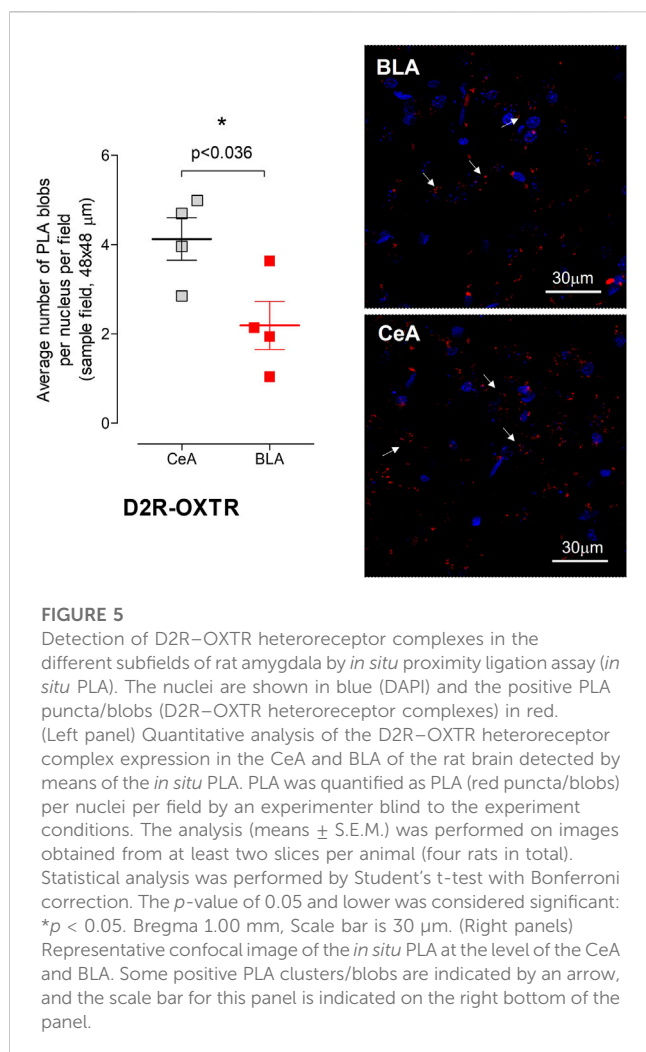 *
p<0.036
6
4
2
0
Average number of PLA blobs
per nucleus per field
(sample field, 48x48 μm)
CeA
BLA
D2R-OXTR
BLA
30μm
CeA
30μm
FIGURE 5
Detection of D2R–OXTR heteroreceptor complexes in the
different subfields of rat amygdala by in situ proximity ligation assay (in
situ PLA). The nuclei are shown in blue (DAPI) and the positive PLA
puncta/blobs (D2R–OXTR heteroreceptor complexes) in red.
(Left panel) Quantitative analysis of the D2R–OXTR heteroreceptor
complex expression in the CeA and BLA of the rat brain detected by
means of the in situ PLA. PLA was quantified as PLA (red puncta/blobs)
per nuclei per field by an experimenter blind to the experiment
conditions. The analysis (means ± S.E.M.) was performed on images
obtained from at least two slices per animal (four rats in total).
Statistical analysis was performed by Student's t-test with Bonferroni
correction. The p-value of 0.05 and lower was considered significant:
*p < 0.05. Bregma 1.00 mm, Scale bar is 30 μm. (Right panels)
Representative confocal image of the in situ PLA at the level of the CeA
and BLA. Some positive PLA clusters/blobs are indicated by an arrow,
and the scale bar for this panel is indicated on the right bottom of the
panel.